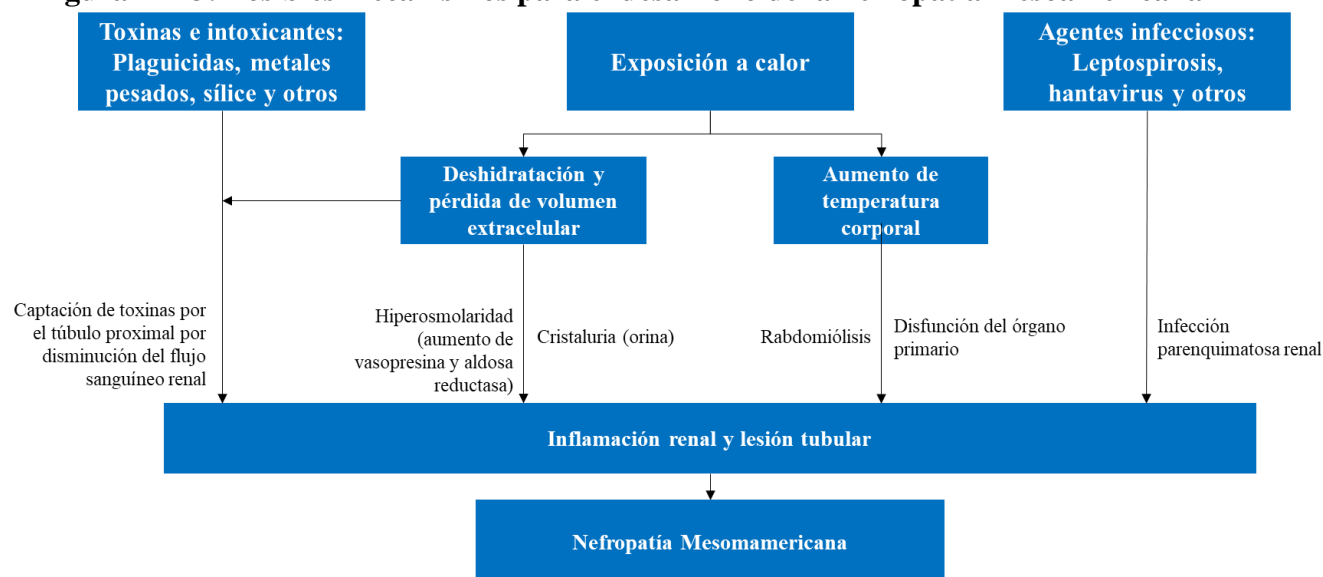 Toxinas e intoxicantes:
Plaguicidas, metales
pesados, sílice y otros
Exposición a calor
Agentes infecciosos:
Leptospirosis,
hantavirus y otros
Deshidratación y
pérdida de volumen
extracelular
Aumento de
temperatura
corporal
Captación de toxinas por
el túbulo proximal por
disminución del flujo
sanguíneo renal
Hiperosmolaridad
(aumento de
vasopresina y aldosa
reductasa)
Cristaluria (orina)
Rabdomiólisis
Disfunción del órgano
primario
Infección
parenquimatosa renal
Inflamación renal y lesión tubular
Nefropatía Mesomamericana